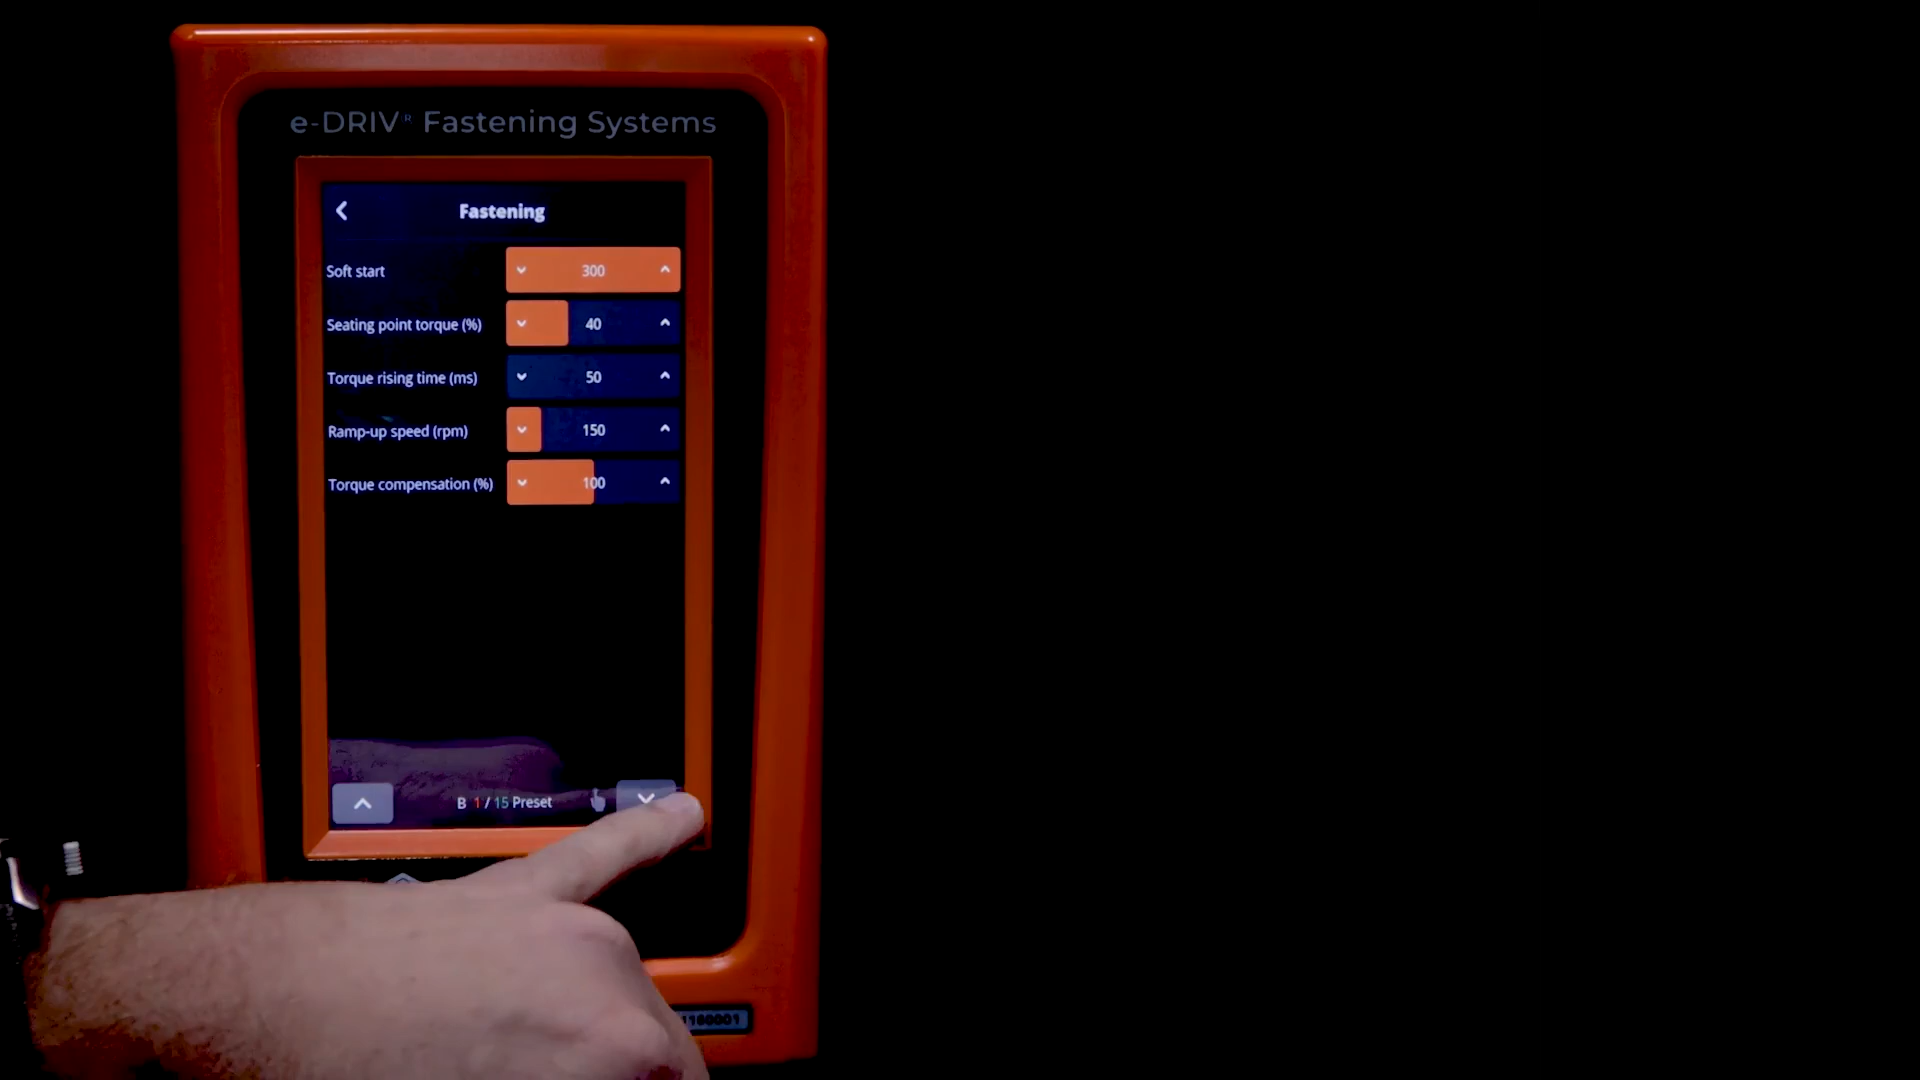 e-DRIV® Fastening Systems
Fastening
Soft start 300
Seating point torque (%) 40
Torque rising time (ms) 50
Ramp-up speed (rpm) 150
Torque compensation (%) 100
B 1 / 15 Preset